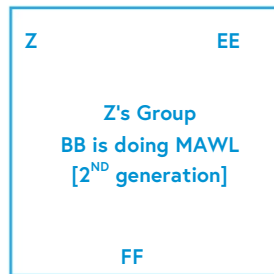 Z EE
Z's Group
BB is doing MAWL
[2ND generation]
FF